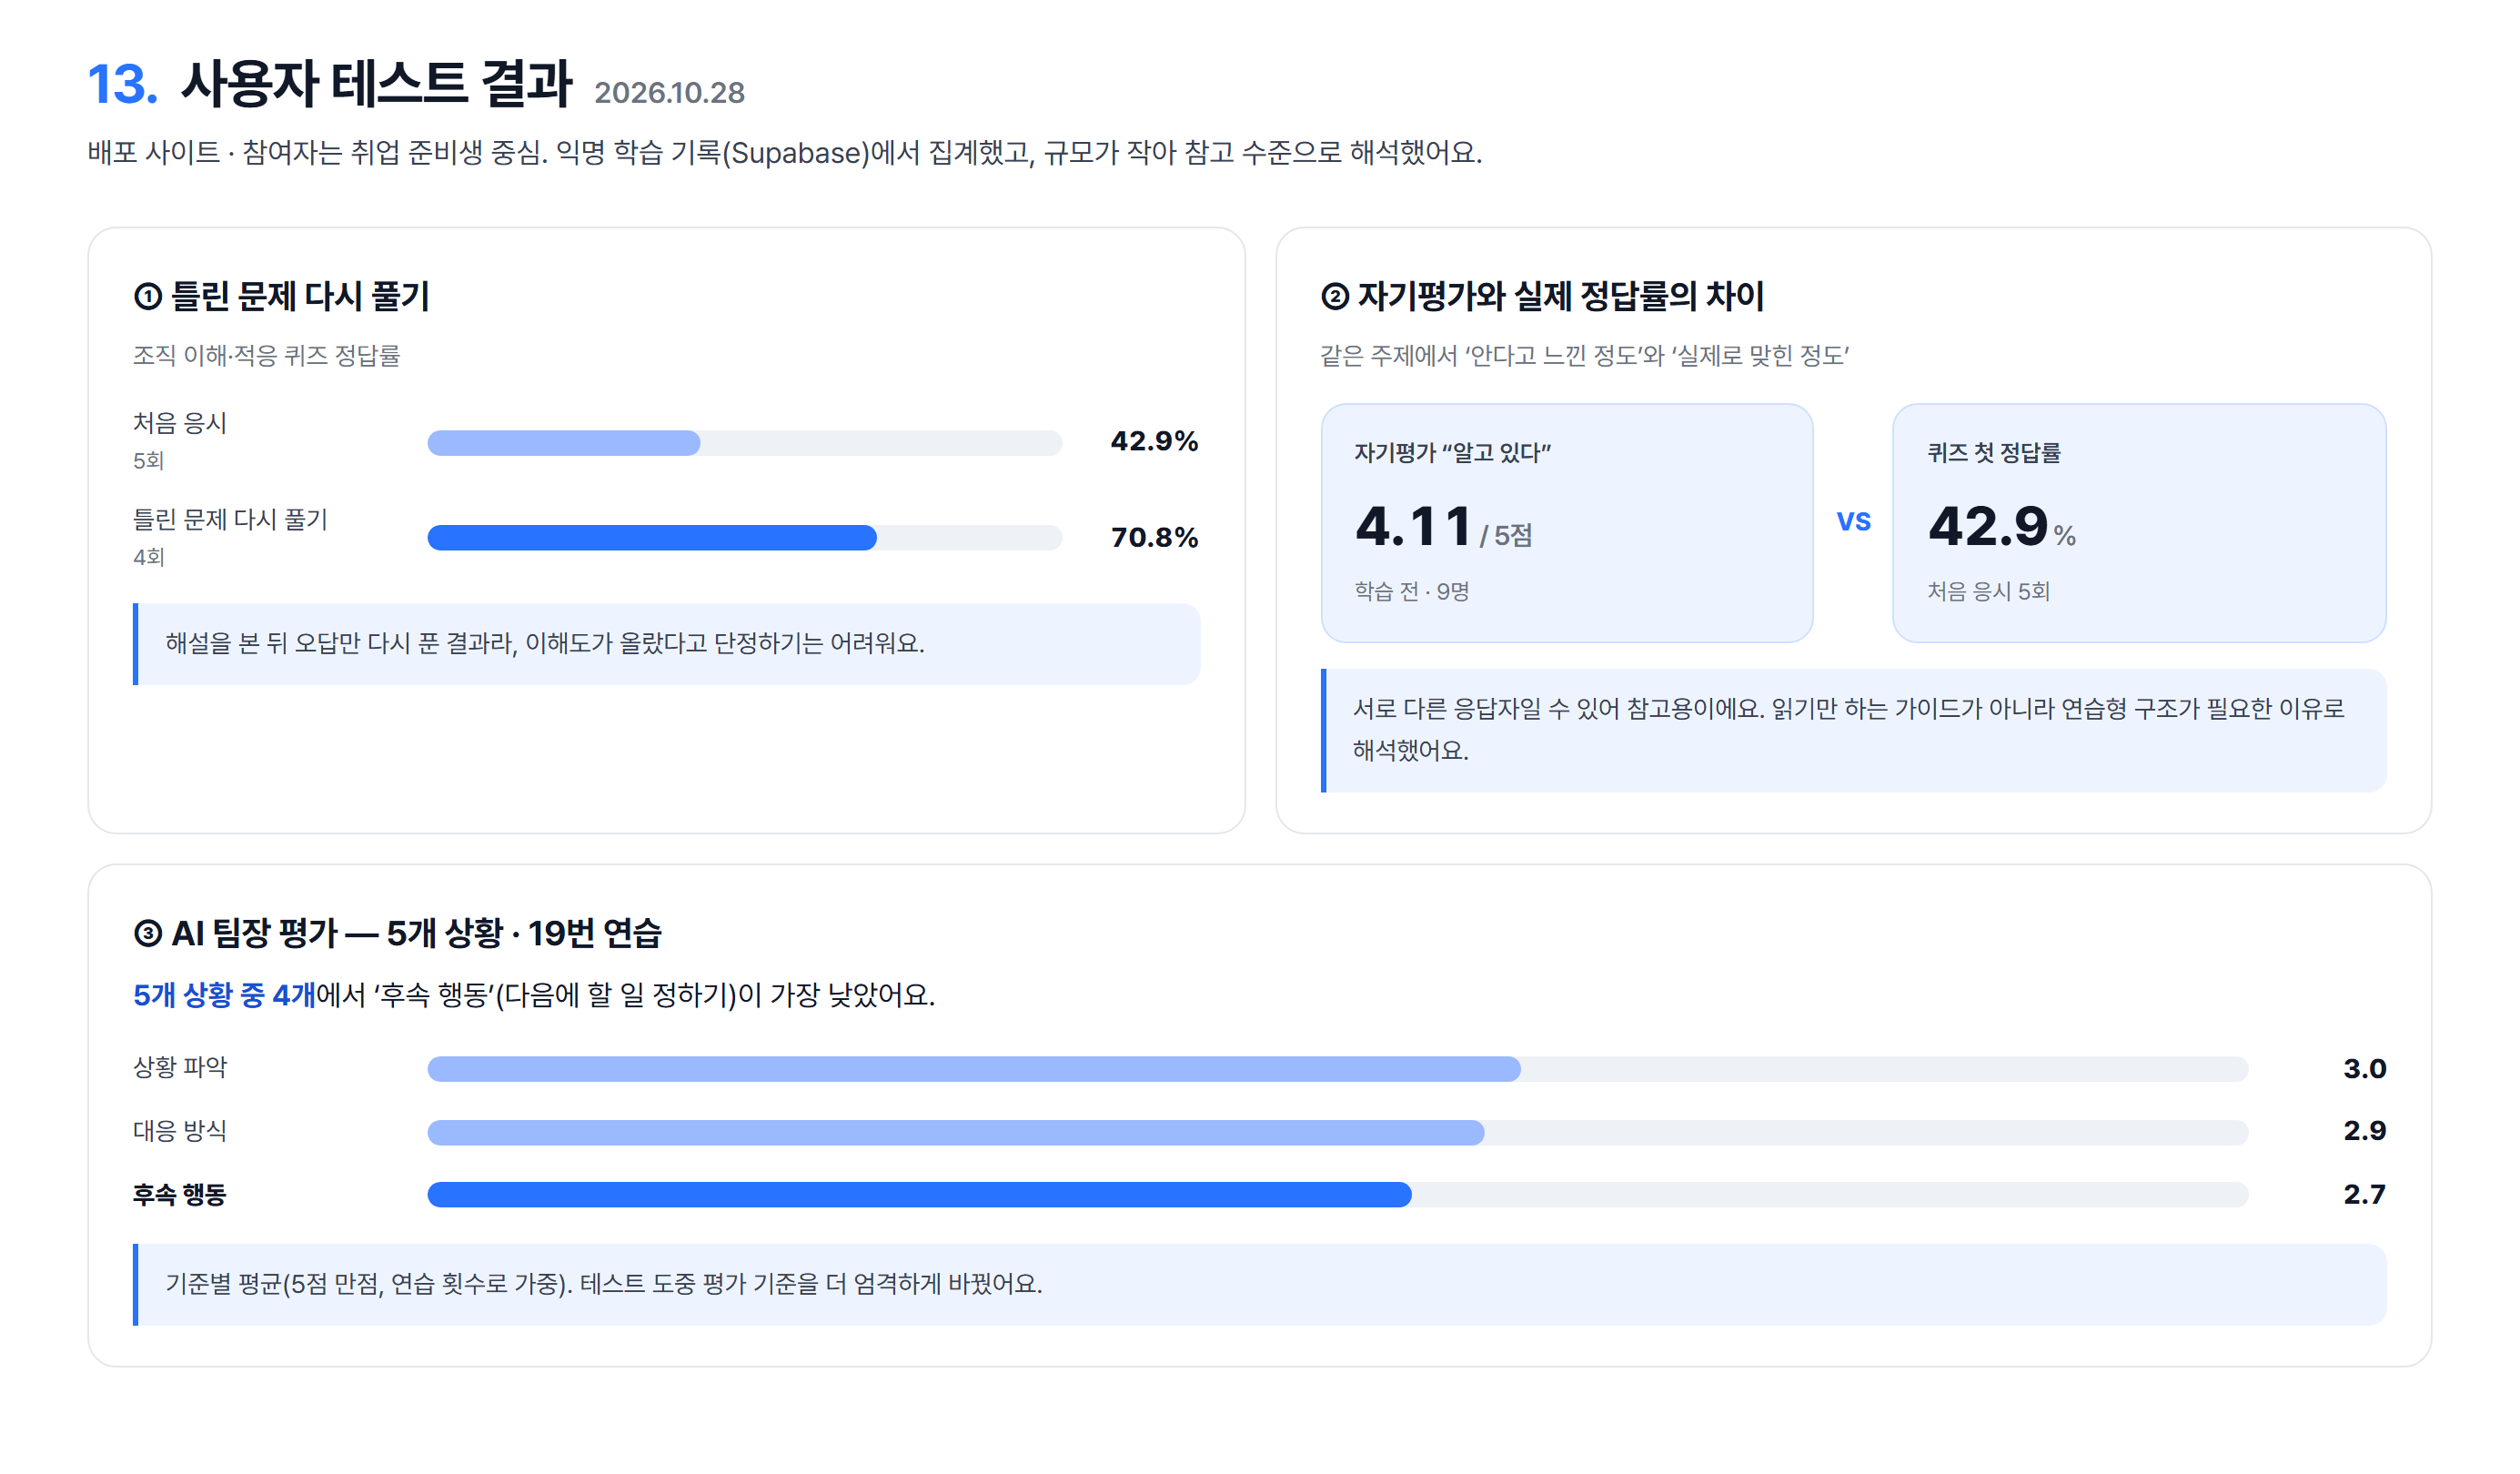 13. 사용자 테스트 결과 2026.10.28
배포 사이트 · 참여자는 취업 준비생 중심. 익명 학습 기록(Supabase)에서 집계했고, 규모가 작아 참고 수준으로 해석했어요.
① 틀린 문제 다시 풀기
조직 이해·적응 퀴즈 정답률
처음 응시
5회
42.9%
틀린 문제 다시 풀기
4회
70.8%
해설을 본 뒤 오답만 다시 푼 결과라, 이해도가 올랐다고 단정하기는 어려워요.
② 자기평가와 실제 정답률의 차이
같은 주제에서 ‘안다고 느낀 정도’와 ‘실제로 맞힌 정도’
자기평가 “알고 있다”
4.11 / 5점
학습 전 · 9명
vs
퀴즈 첫 정답률
42.9 %
처음 응시 5회
서로 다른 응답자일 수 있어 참고용이에요. 읽기만 하는 가이드가 아니라 연습형 구조가 필요한 이유로
해석했어요.
③ AI 팀장 평가 — 5개 상황 · 19번 연습
5개 상황 중 4개에서 ‘후속 행동’(다음에 할 일 정하기)이 가장 낮았어요.
상황 파악
3.0
대응 방식
2.9
후속 행동
2.7
기준별 평균(5점 만점, 연습 횟수로 가중). 테스트 도중 평가 기준을 더 엄격하게 바꿨어요.